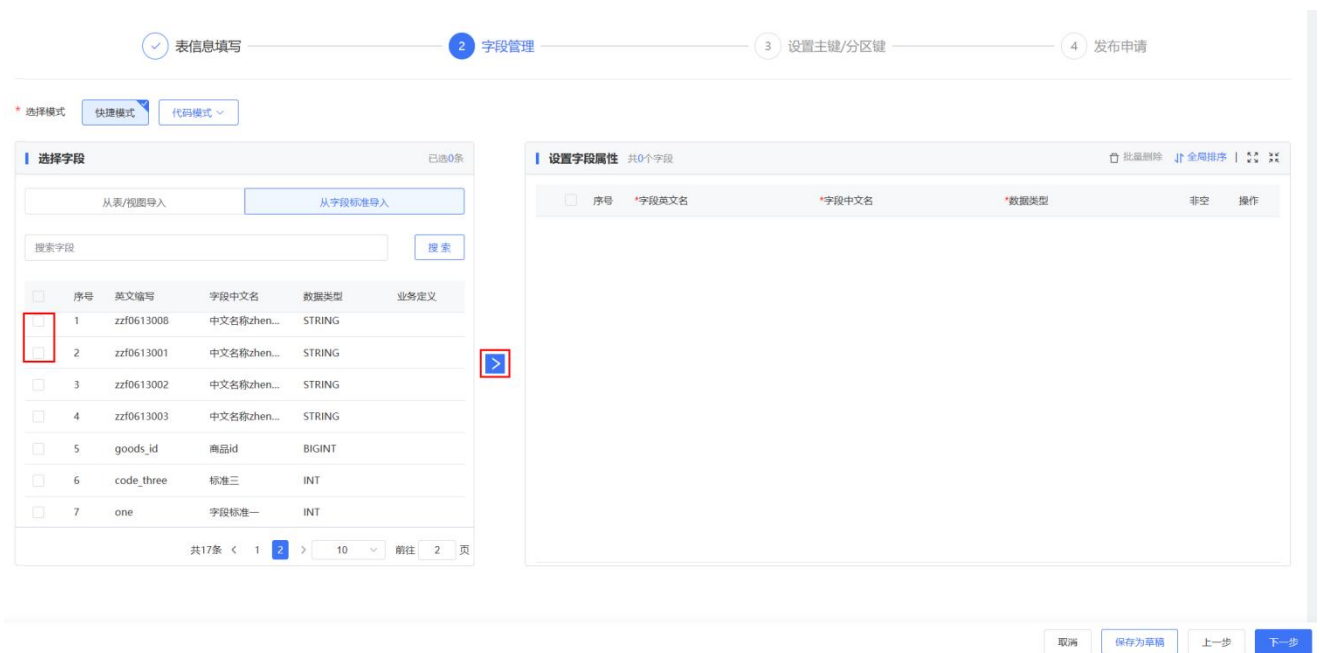 表信息填写 2 字段管理 3 设置主键/分区键 4 发布申请
* 选择模式 快捷模式 代码模式
选择字段 已选0条
设置字段属性 共0个字段 批量删除 全局排序
从表/视图导入 从字段标准导入
序号 *字段英文名 *字段中文名 *数据类型 非空 操作
搜索字段 搜 索
序号 英文缩写 字段中文名 数据类型 业务定义
1 zzf0613008 中文名称zhen... STRING
2 zzf0613001 中文名称zhen... STRING
3 zzf0613002 中文名称zhen... STRING
4 zzf0613003 中文名称zhen... STRING
5 goods_id 商品id BIGINT
6 code_three 标准三 INT
7 one 字段标准一 INT
共17条 < 1 2 > 10 前往 2 页
取消 保存为草稿 上一步 下一步